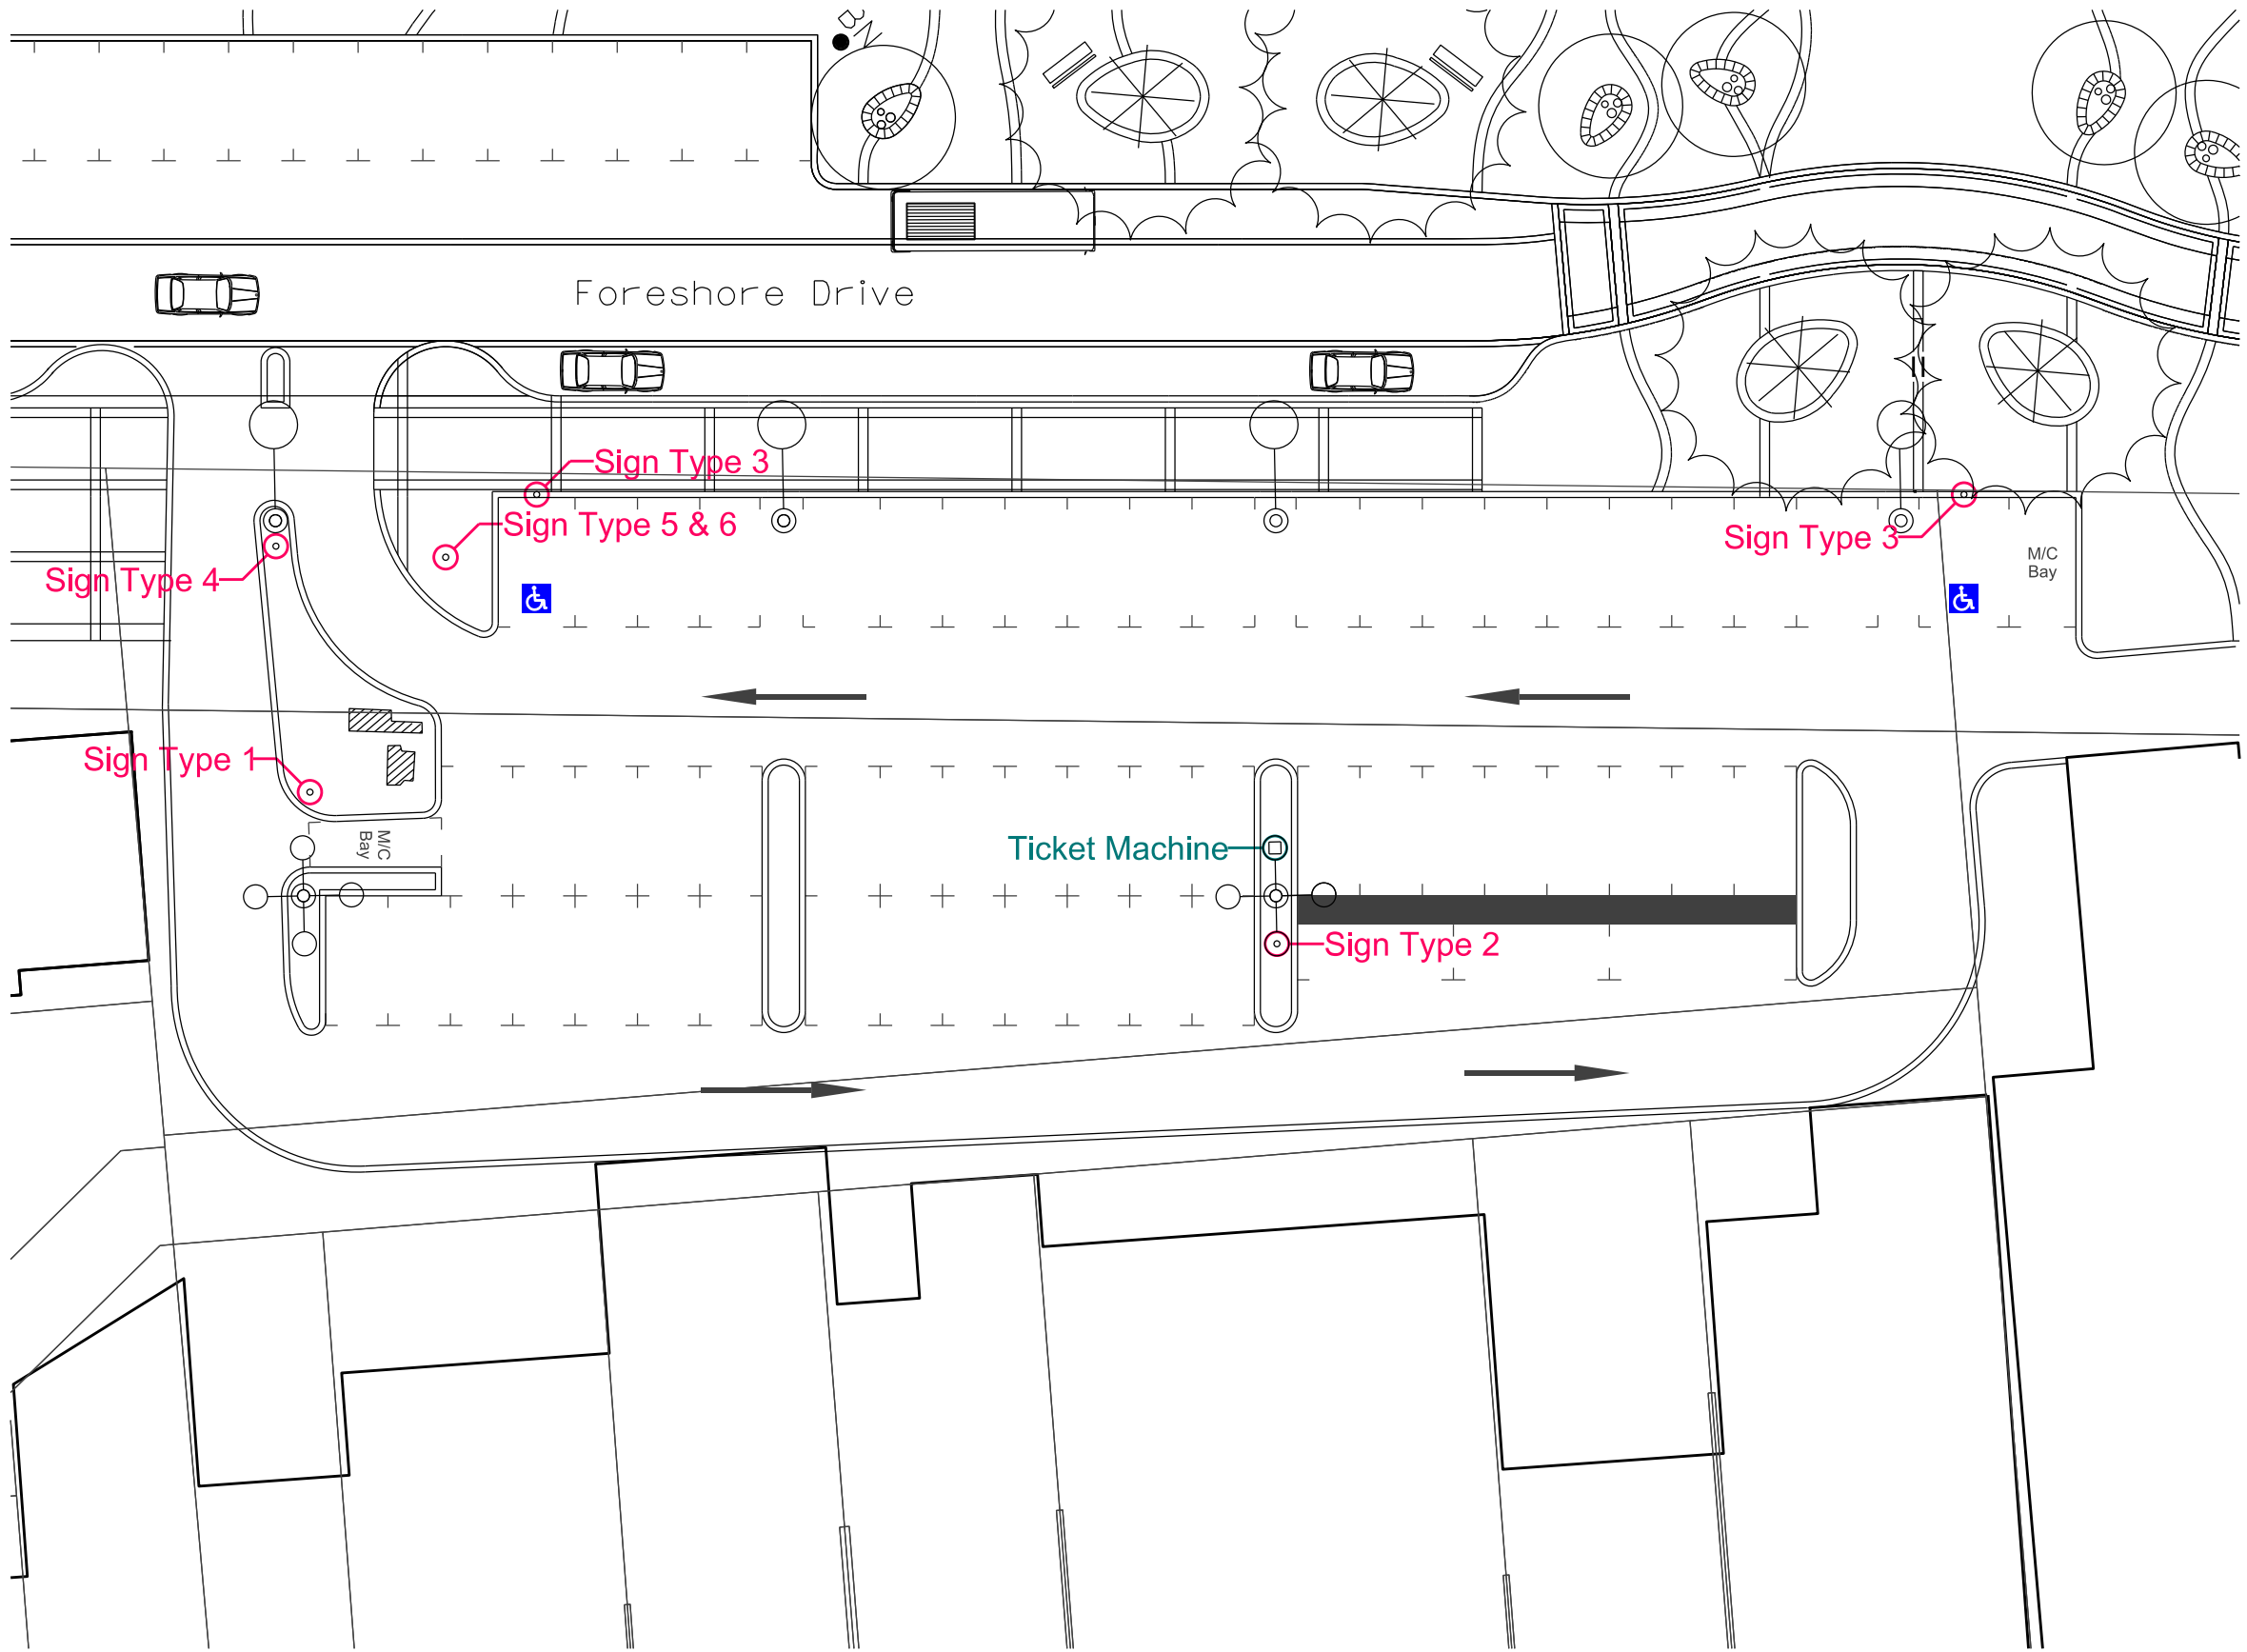 Foreshore Drive
Sign Type 3
Sign Type 5 & 6
Sign Type 3
Sign Type 4
M/C
Bay
Sign Type 1
M/C
Bay
Ticket Machine
Sign Type 2